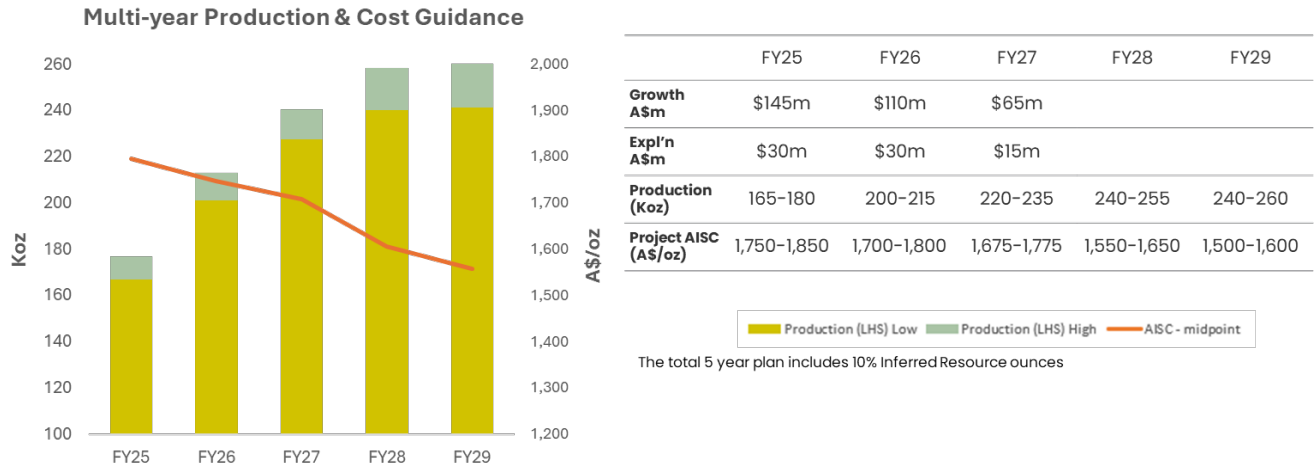 Multi-year Production & Cost Guidance
Koz
260
240
220
200
180
160
140
120
100
2,000
1,900
1,800
1,700
1,600
1,500
1,400
1,300
1,200
A$/oz
FY25 FY26 FY27 FY28 FY29
FY25 FY26 FY27 FY28 FY29
Growth
A$m
$145m $110m $65m
Expl'n
A$m
$30m $30m $15m
Production
(Koz)
165-180 200-215 220-235 240-255 240-260
Project AISC
(A$/oz)
1,750-1,850 1,700-1,800 1,675-1,775 1,550-1,650 1,500-1,600
Production (LHS) Low Production (LHS) High AISC - midpoint
The total 5 year plan includes 10% Inferred Resource ounces